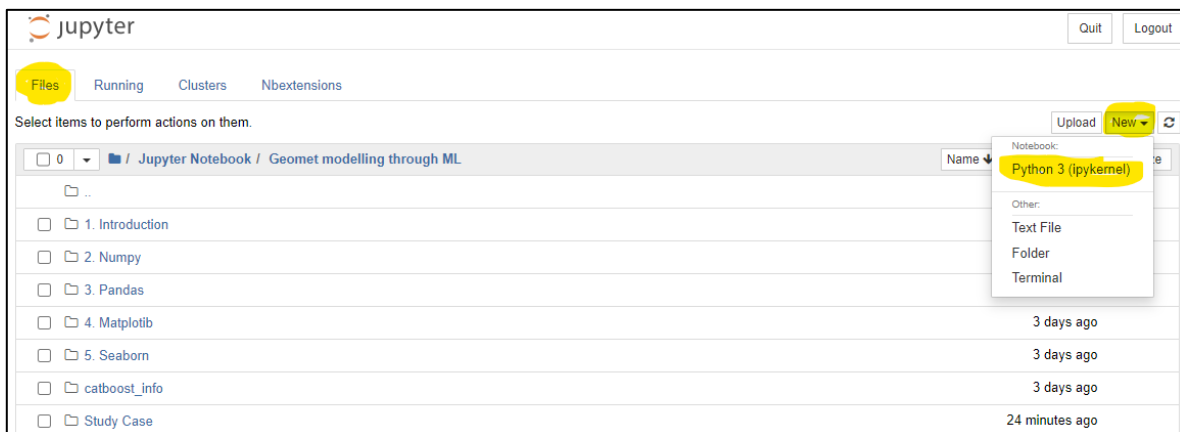 jupyter
Quit Logout
Files Running Clusters Nbextensions
Select items to perform actions on them.
Upload New
0 / Jupyter Notebook / Geomet modelling through ML
Name
Notebook:
Python 3 (ipykernel)
Other:
Text File
Folder
Terminal
..
1. Introduction
2. Numpy
3. Pandas
4. Matplotib
3 days ago
5. Seaborn
3 days ago
catboost_info
3 days ago
Study Case
24 minutes ago